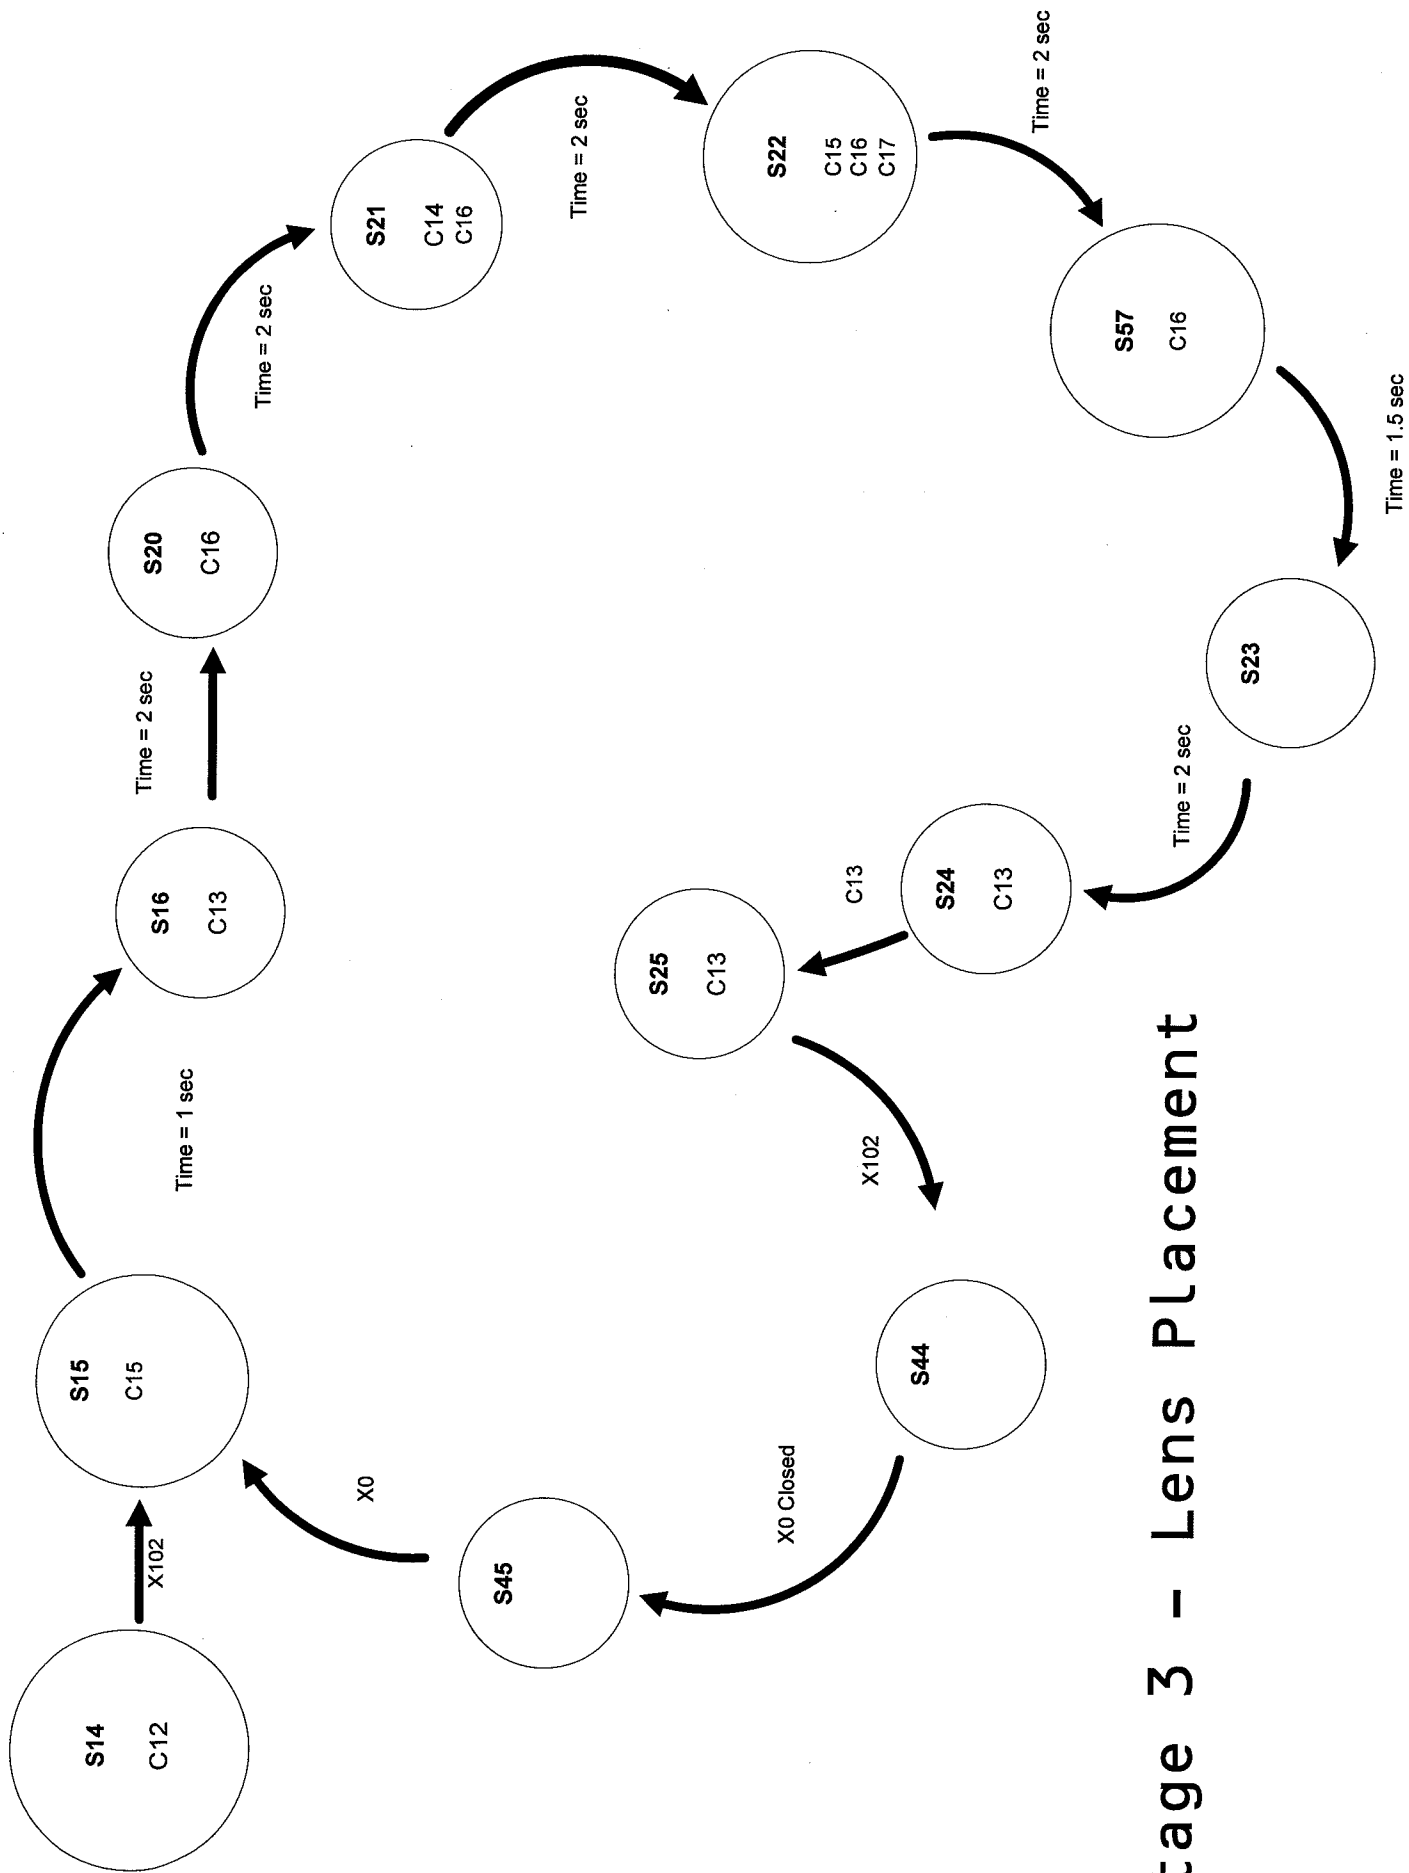 S14
C12
X102
S15
C15
Time = 1 sec
S16
C13
Time = 2 sec
S20
C16
Time = 2 sec
S21
C14
C16
Time = 2 sec
S22
C15
C16
C17
Time = 2 sec
S57
C16
Time = 1.5 sec
S23
Time = 2 sec
S24
C13
C13
S25
C13
X102
S44
X0 Closed
S45
X0
tage 3 - Lens Placement